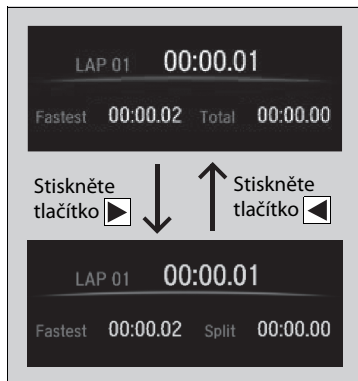 LAP 01 00:00.01
Fastest 00:00.02 Total 00:00.00
Stiskněte
tlačítko ▶
Stiskněte
tlačítko ◀
LAP 01 00:00.01
Fastest 00:00.02 Split 00:00.00